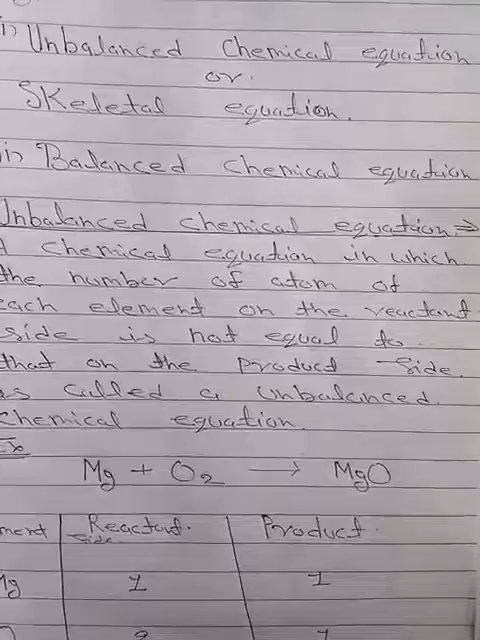 i) Unbalanced chemical equation
or
Skeletal equation.
ii) Balanced chemical equation
Unbalanced chemical equation ⇒
A chemical equation in which
the number of atom of
each element on the reactant
side is not equal to
that on the product side.
is called a unbalanced.
chemical equation.
Ex
Mg + O₂ → MgO
ment Reactant side Product
Mg 1 1